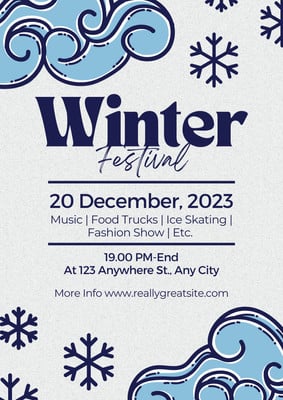 Winter
Festival
20 December, 2023
Music | Food Trucks | Ice Skating |
Fashion Show | Etc.
19.00 PM-End
At 123 Anywhere St., Any City
More Info www.reallygreatsite.com